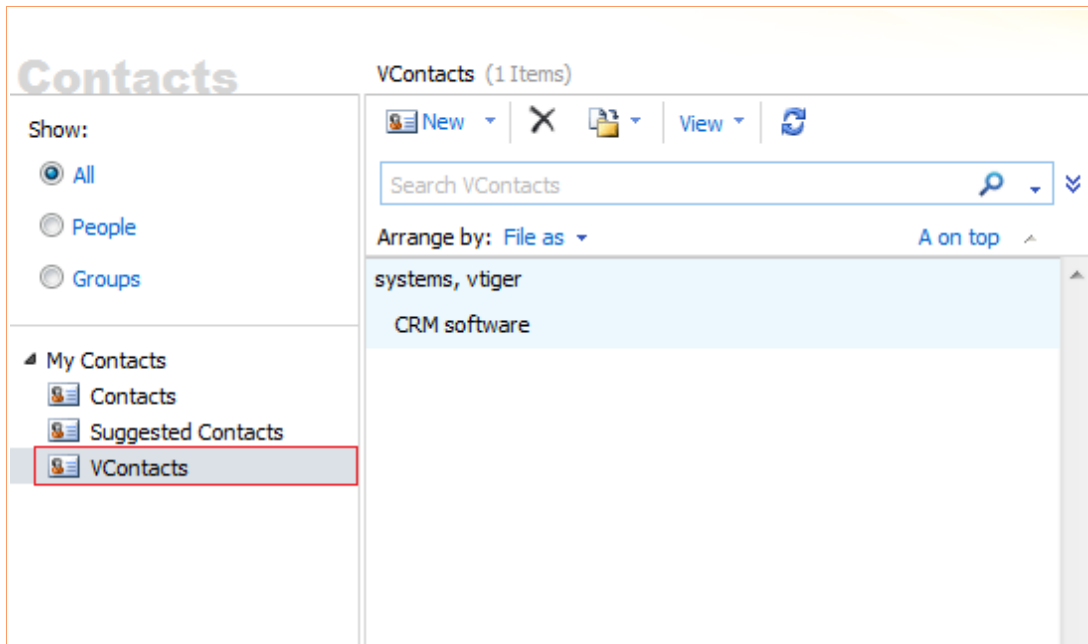 Contacts
Show:
All
People
Groups
My Contacts
Contacts
Suggested Contacts
VContacts
VContacts (1 Items)
New View
Search VContacts
Arrange by: File as A on top
systems, vtiger
CRM software